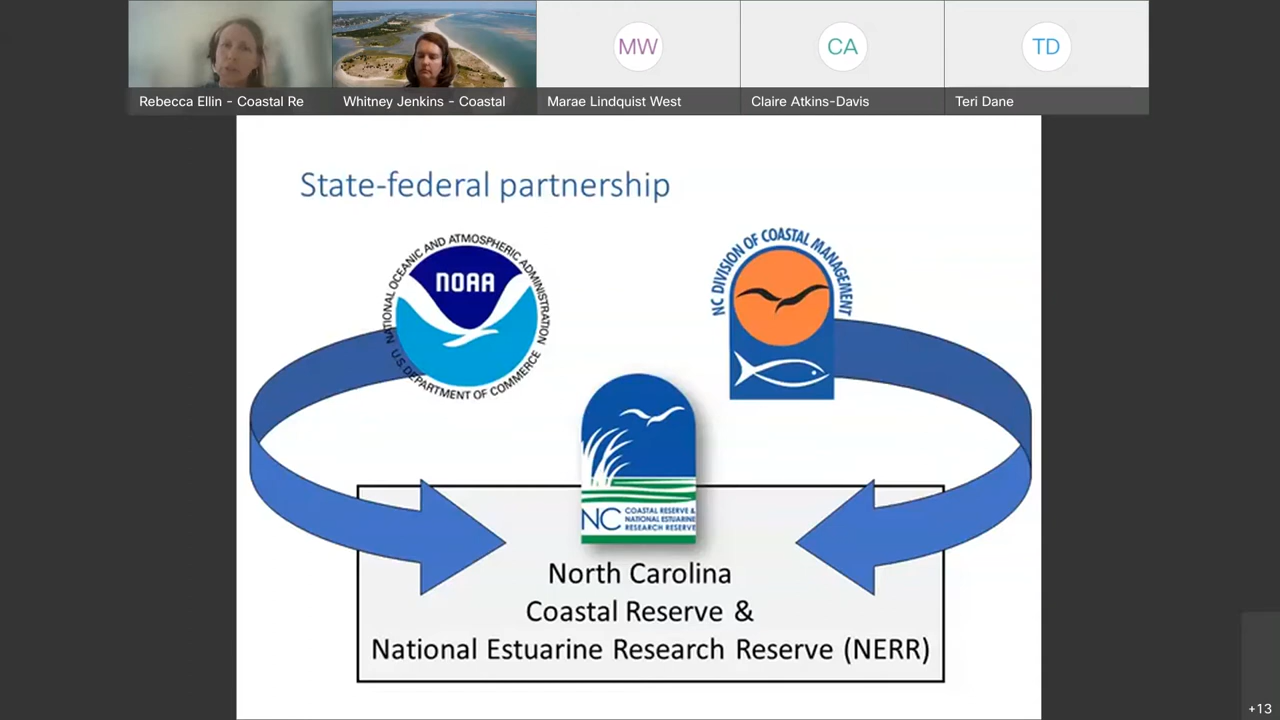 MW
CA
TD
Rebecca Ellin - Coastal Re
Whitney Jenkins - Coastal
Marae Lindquist West
Claire Atkins-Davis
Teri Dane
State-federal partnership
NATIONAL OCEANIC AND ATMOSPHERIC ADMINISTRATION
NOAA
U.S. DEPARTMENT OF COMMERCE
NC DIVISION OF COASTAL MANAGEMENT
NC
COASTAL RESERVE &
NATIONAL ESTUARINE
RESEARCH RESERVE
North Carolina
Coastal Reserve &
National Estuarine Research Reserve (NERR)
+13